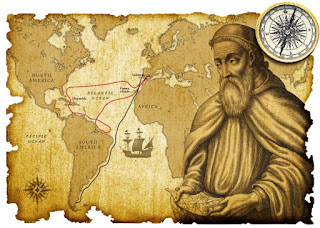 NORTH
AMERICA
ATLANTIC
OCEAN
AFRICA
PACIFIC
OCEAN
SOUTH
AMERICA